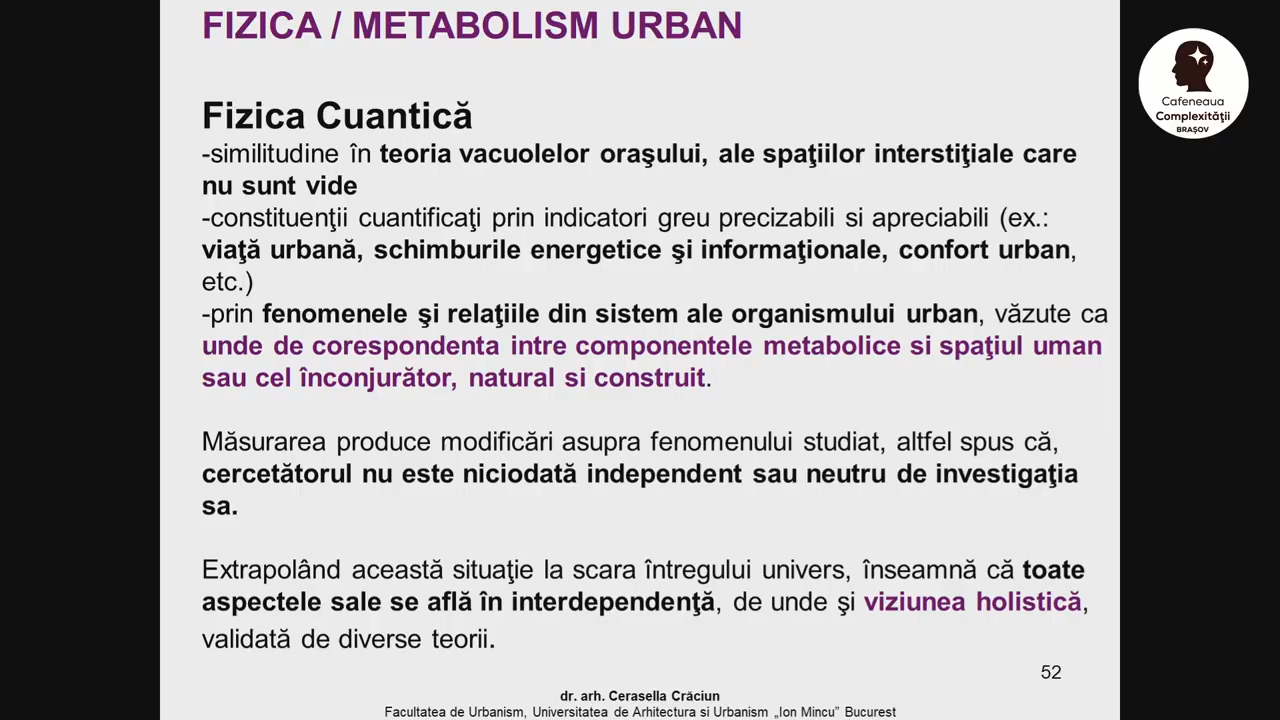 FIZICA / METABOLISM URBAN
Cafeneaua
Complexităţii
BRAŞOV
Fizica Cuantică
-similitudine în teoria vacuolelor oraşului, ale spaţiilor interstiţiale care
nu sunt vide
-constituenţii cuantificaţi prin indicatori greu precizabili si apreciabili (ex.:
viaţă urbană, schimburile energetice şi informaţionale, confort urban,
etc.)
-prin fenomenele şi relaţiile din sistem ale organismului urban, văzute ca
unde de corespondenta intre componentele metabolice si spaţiul uman
sau cel înconjurător, natural si construit.
Măsurarea produce modificări asupra fenomenului studiat, altfel spus că,
cercetătorul nu este niciodată independent sau neutru de investigaţia
sa.
Extrapolând această situaţie la scara întregului univers, înseamnă că toate
aspectele sale se află în interdependenţă, de unde şi viziunea holistică,
validată de diverse teorii.
52
dr. arh. Cerasella Crăciun
Facultatea de Urbanism, Universitatea de Arhitectura si Urbanism „Ion Mincu” Bucurest